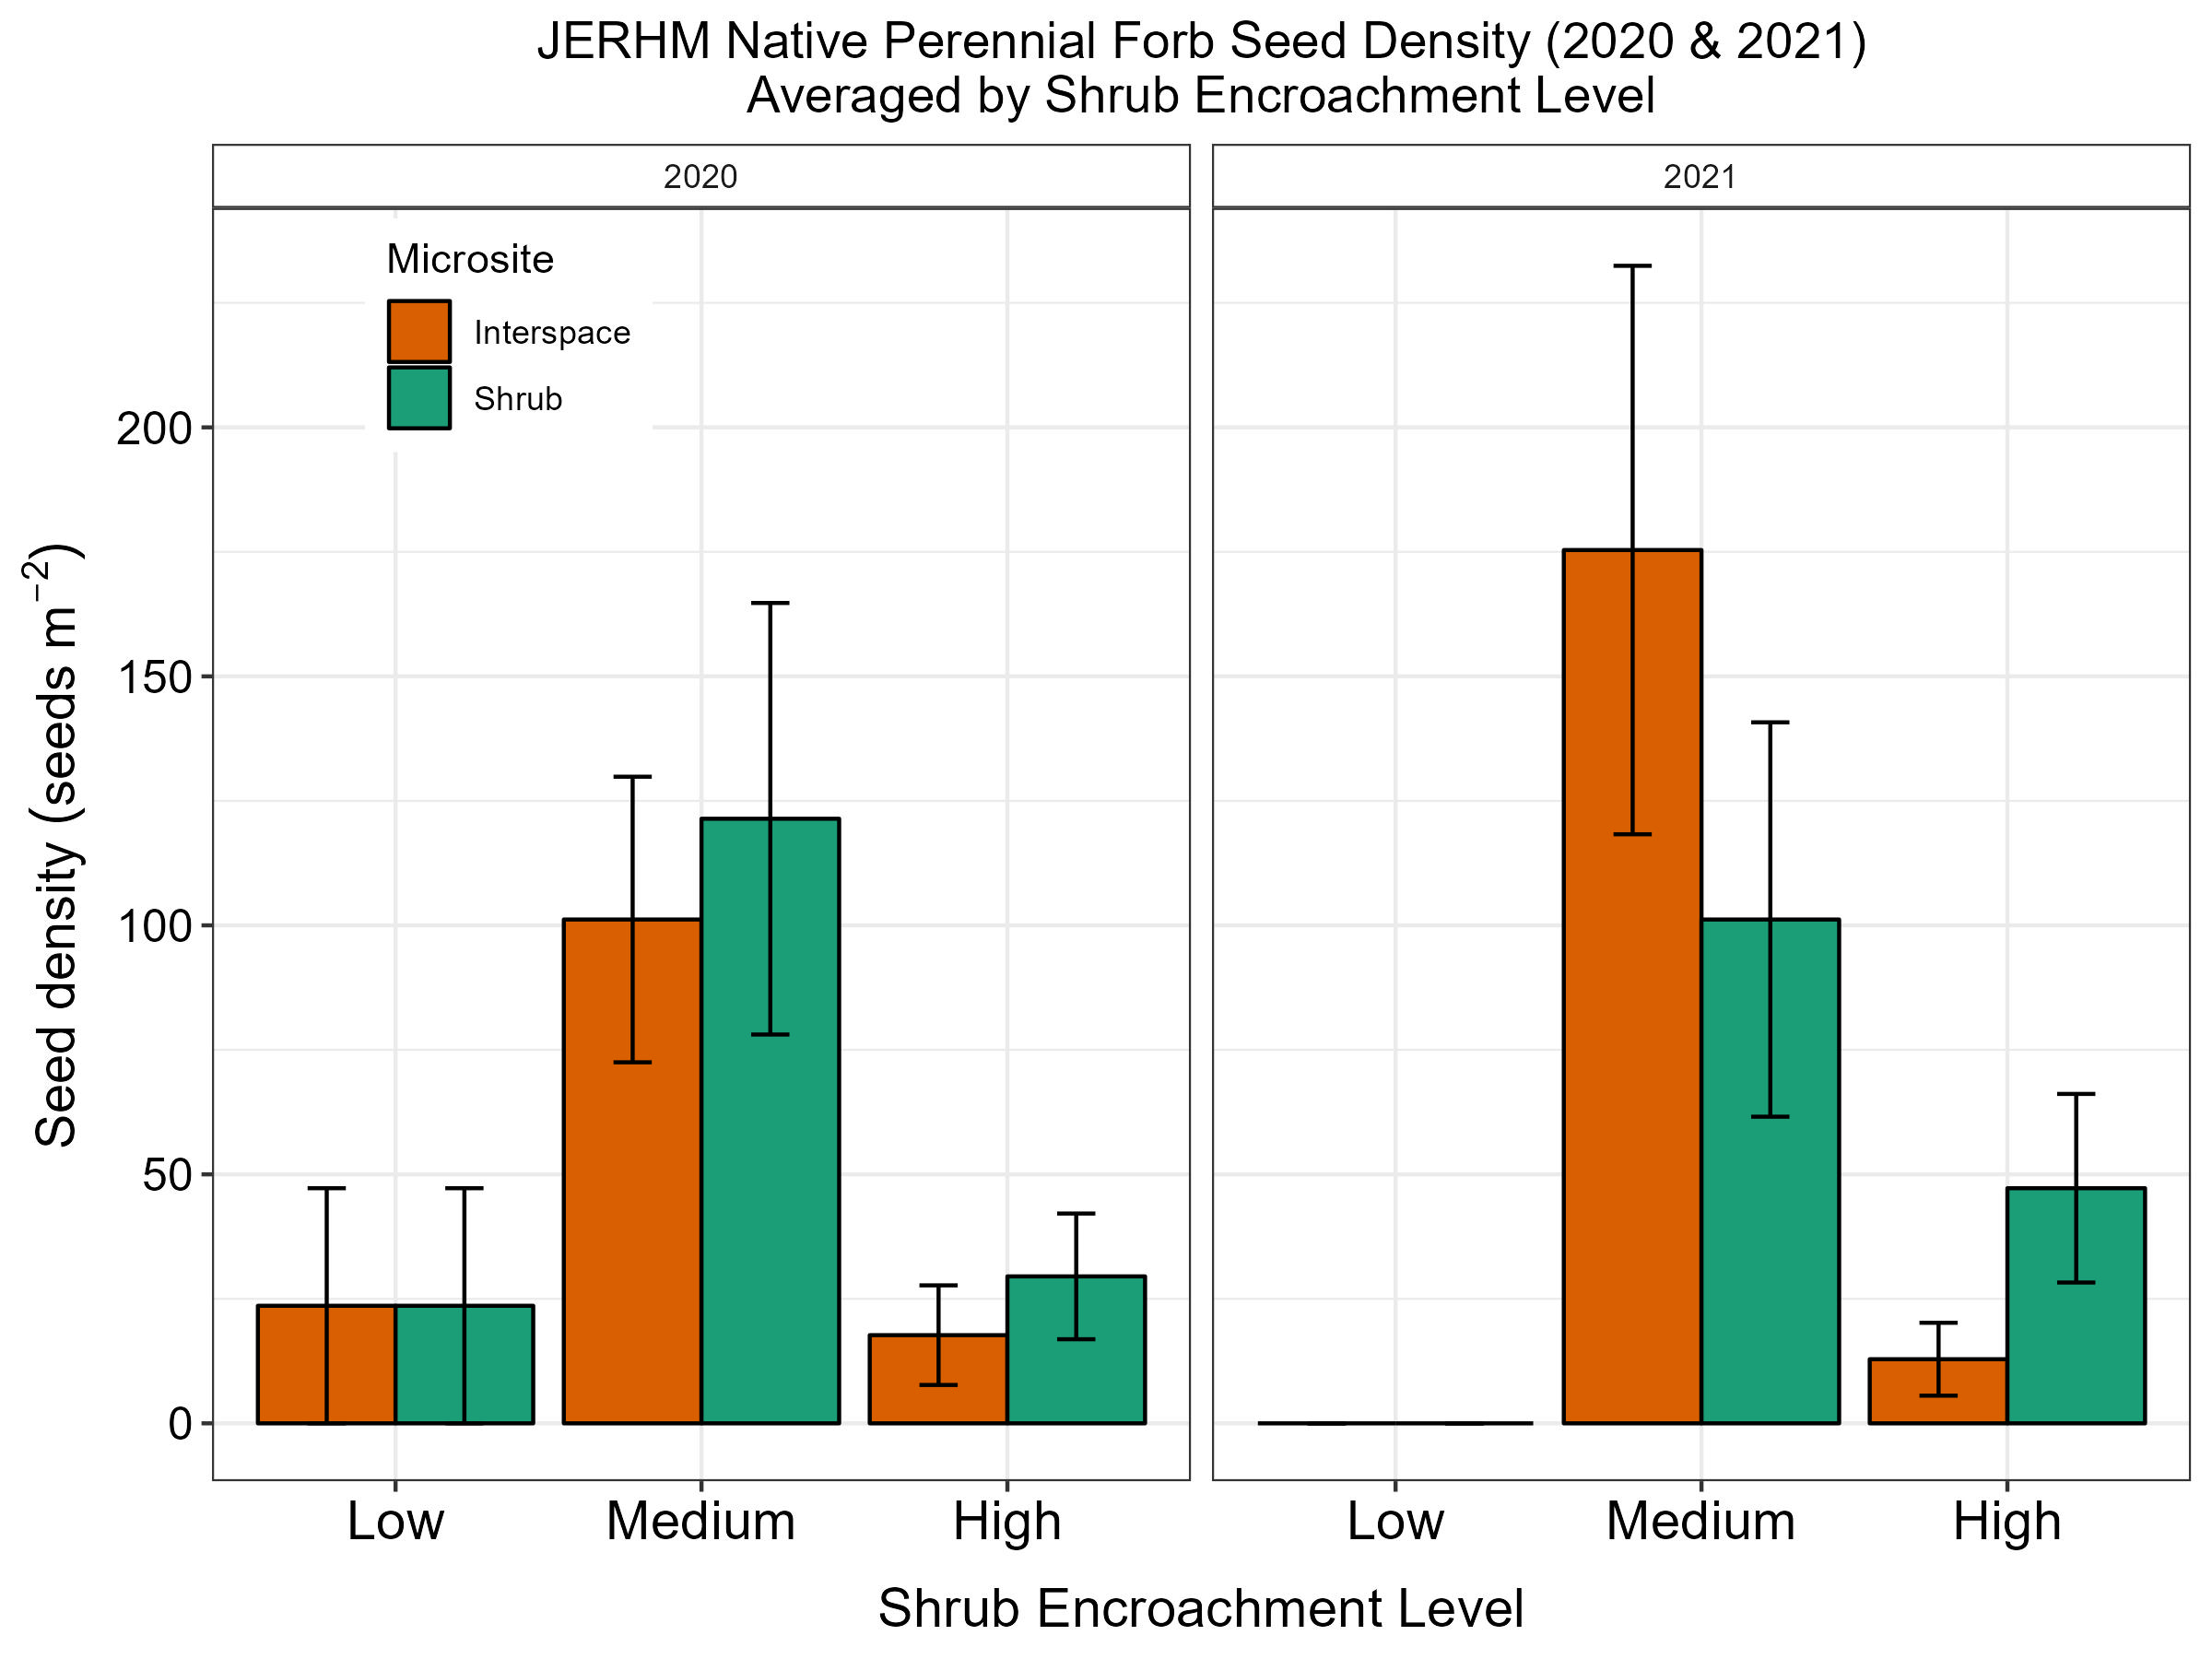 JERHM Native Perennial Forb Seed Density (2020 & 2021)
Averaged by Shrub Encroachment Level
2020
2021
Microsite
Interspace
Shrub
Seed density (seeds m⁻²)
200
150
100
50
0
Low Medium High
Low Medium High
Shrub Encroachment Level